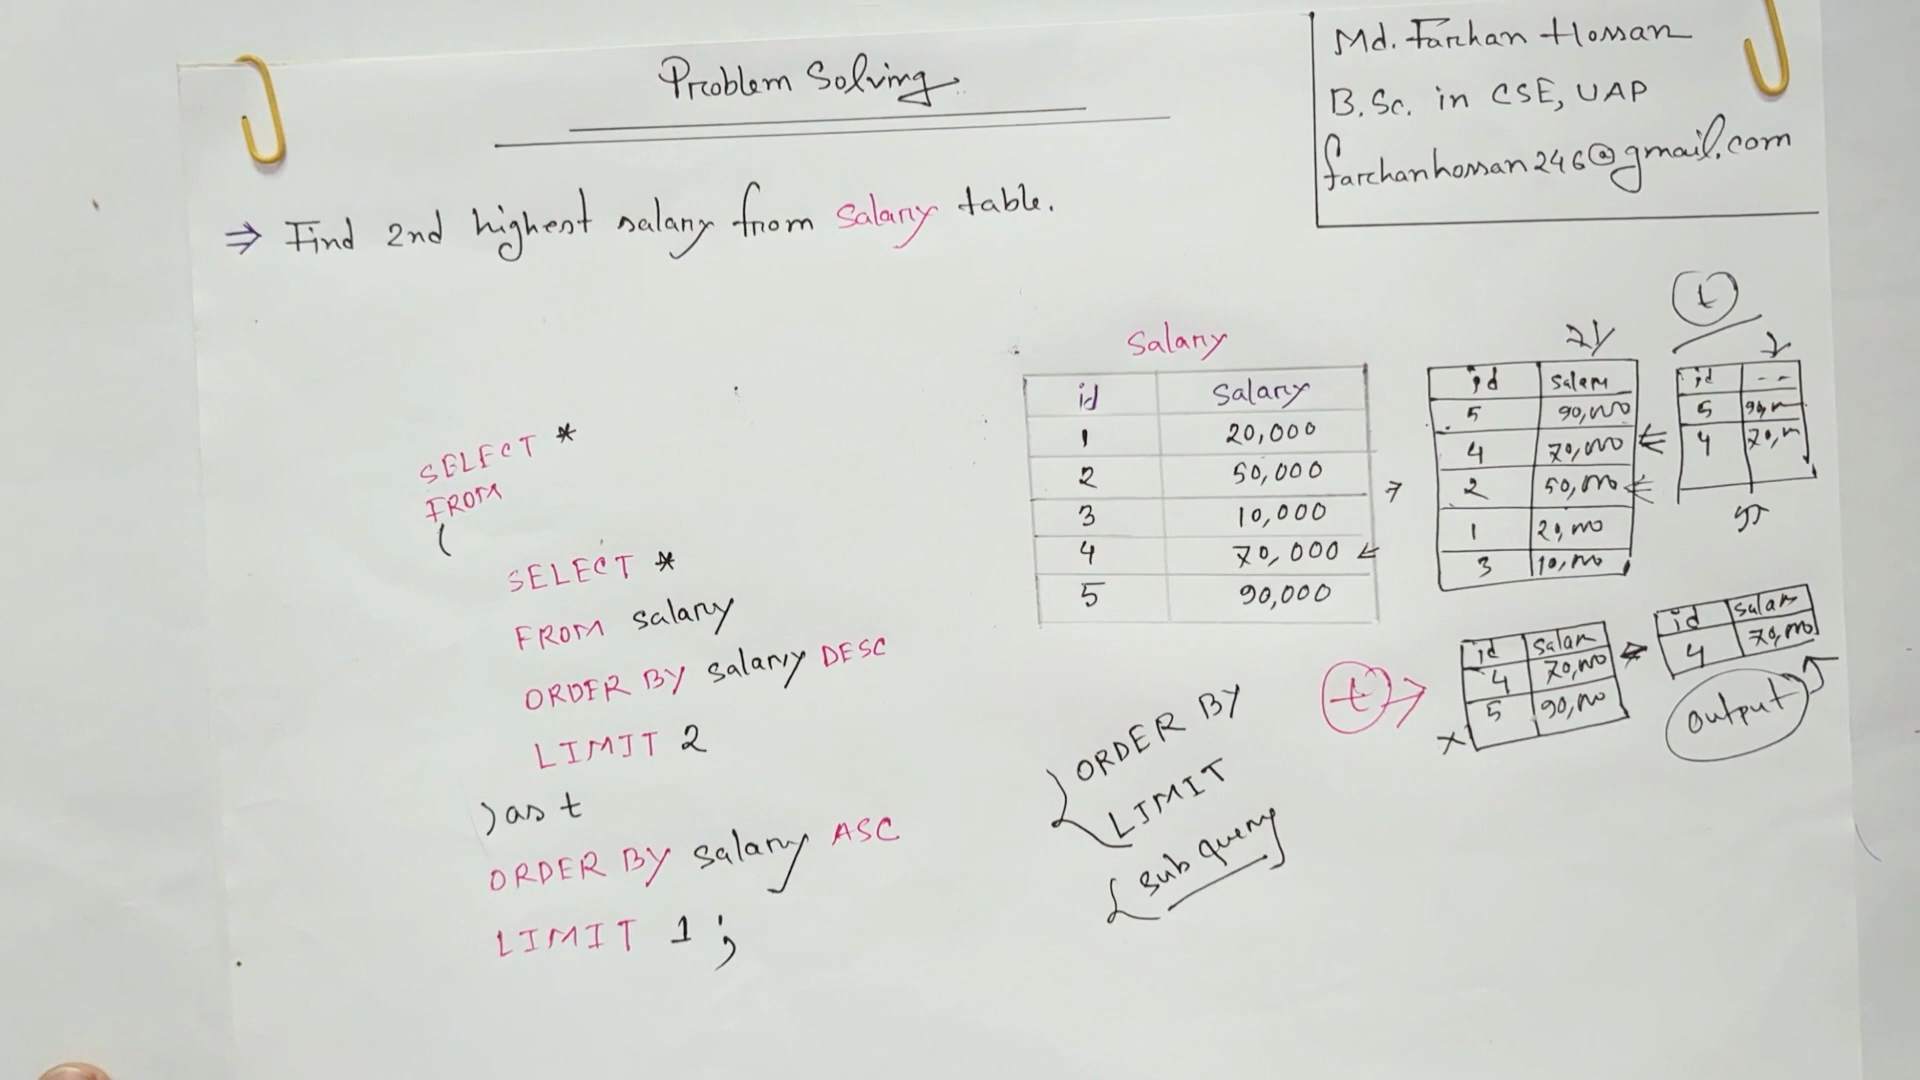 Problem Solving
Md. Farhan Hossan
B.Sc. in CSE, UAP
farhanhossan246@gmail.com
⇒ Find 2nd highest salary from Salary table.
SELECT *
FROM
(
SELECT *
FROM salary
ORDER BY salary DESC
LIMIT 2
) as t
ORDER BY salary ASC
LIMIT 1 ;
Salary
id Salary
1 20,000
2 50,000
3 10,000
4 70,000
5 90,000
id Salary
5 90,000
4 70,000
2 50,000
1 20,000
3 10,000
t
id --
5
4
ORDER BY
LIMIT
Sub query
t
id Salary
4 70,000
5 90,000
id Salary
4 70,000
output